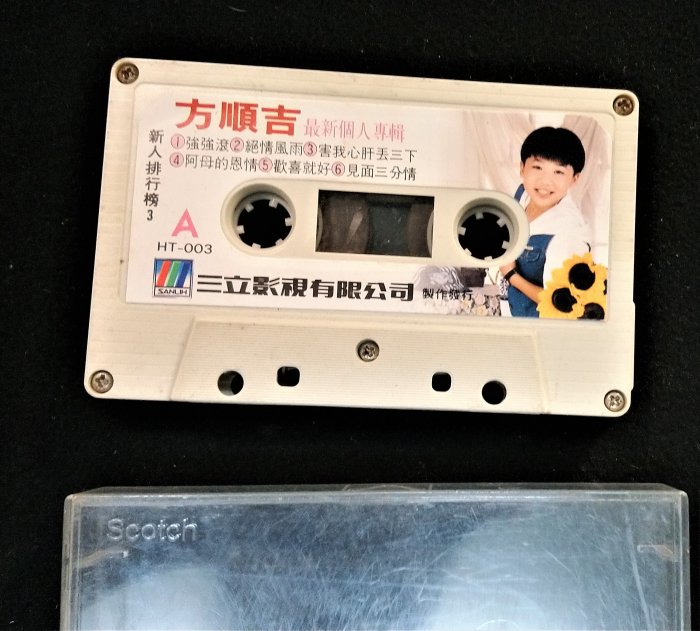 方順吉 最新個人專輯
①強強滾②絕情風雨③害我心肝丟三下
④阿母的恩情⑤歡喜就好⑥見面三分情
新人排行榜3
A
HT-003
SANLIH
三立影視有限公司 製作發行
Scotch